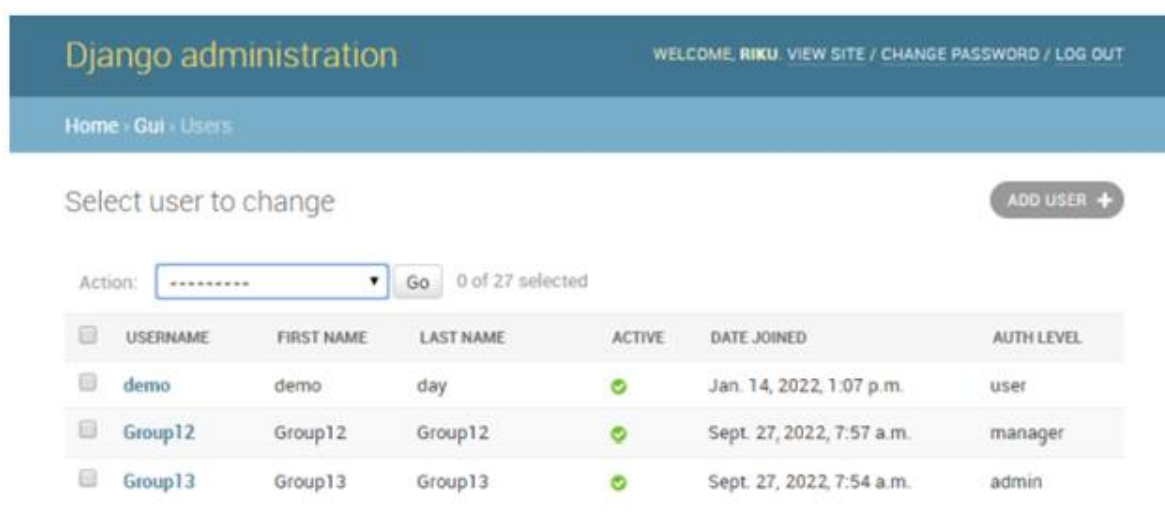 Django administration
WELCOME, RIKU. VIEW SITE / CHANGE PASSWORD / LOG OUT
Home › Gui › Users
Select user to change
ADD USER +
Action: --------- Go 0 of 27 selected
USERNAME FIRST NAME LAST NAME ACTIVE DATE JOINED AUTH LEVEL
demo demo day Jan. 14, 2022, 1:07 p.m. user
Group12 Group12 Group12 Sept. 27, 2022, 7:57 a.m. manager
Group13 Group13 Group13 Sept. 27, 2022, 7:54 a.m. admin